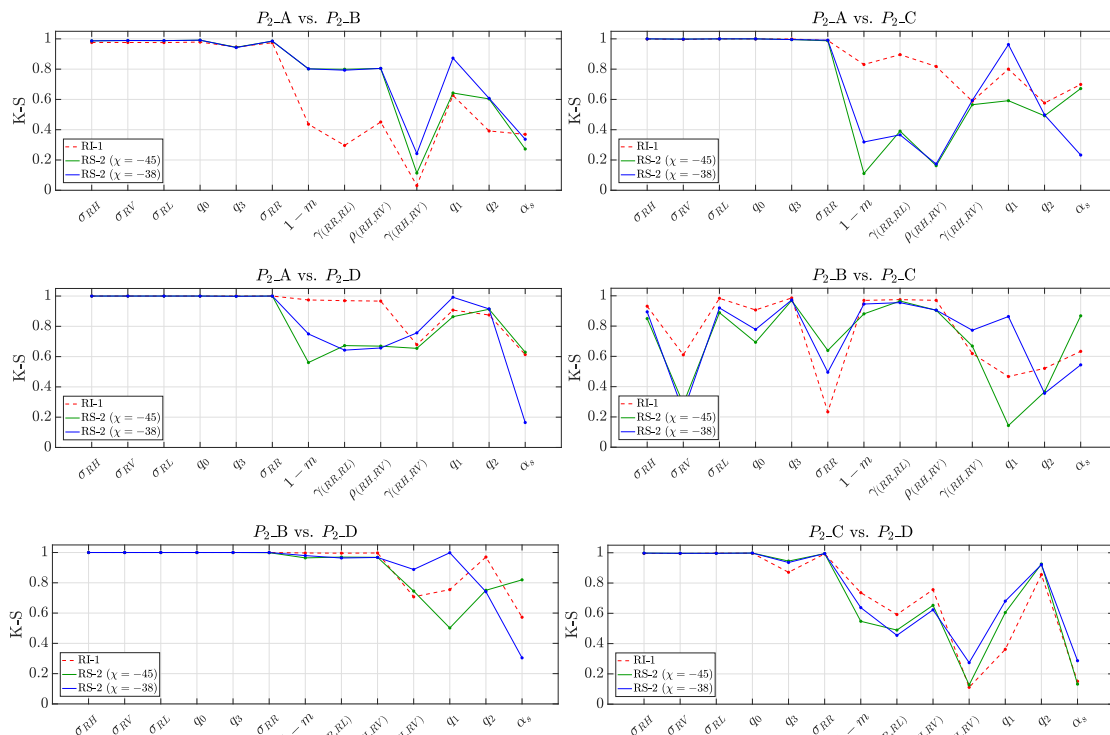 P₂_A vs. P₂_B
K-S
1
0.8
0.6
0.4
0.2
0
RI-1
RS-2 (χ = −45)
RS-2 (χ = −38)
σRH σRV σRL q₀ q₃ σRR 1 − m γ(RR,RL) ρ(RH,RV) γ(RH,RV) q₁ q₂ αs
P₂_A vs. P₂_C
K-S
1
0.8
0.6
0.4
0.2
0
RI-1
RS-2 (χ = −45)
RS-2 (χ = −38)
σRH σRV σRL q₀ q₃ σRR 1 − m γ(RR,RL) ρ(RH,RV) γ(RH,RV) q₁ q₂ αs
P₂_A vs. P₂_D
K-S
1
0.8
0.6
0.4
0.2
0
RI-1
RS-2 (χ = −45)
RS-2 (χ = −38)
σRH σRV σRL q₀ q₃ σRR 1 − m γ(RR,RL) ρ(RH,RV) γ(RH,RV) q₁ q₂ αs
P₂_B vs. P₂_C
K-S
1
0.8
0.6
0.4
0.2
0
RI-1
RS-2 (χ = −45)
RS-2 (χ = −38)
σRH σRV σRL q₀ q₃ σRR 1 − m γ(RR,RL) ρ(RH,RV) γ(RH,RV) q₁ q₂ αs
P₂_B vs. P₂_D
K-S
1
0.8
0.6
0.4
0.2
0
RI-1
RS-2 (χ = −45)
RS-2 (χ = −38)
σRH σRV σRL q₀ q₃ σRR 1 − m q₁ q₂ αs
P₂_C vs. P₂_D
K-S
1
0.8
0.6
0.4
0.2
0
RI-1
RS-2 (χ = −45)
RS-2 (χ = −38)
σRH σRV σRL q₀ q₃ σRR 1 − m q₁ q₂ αs